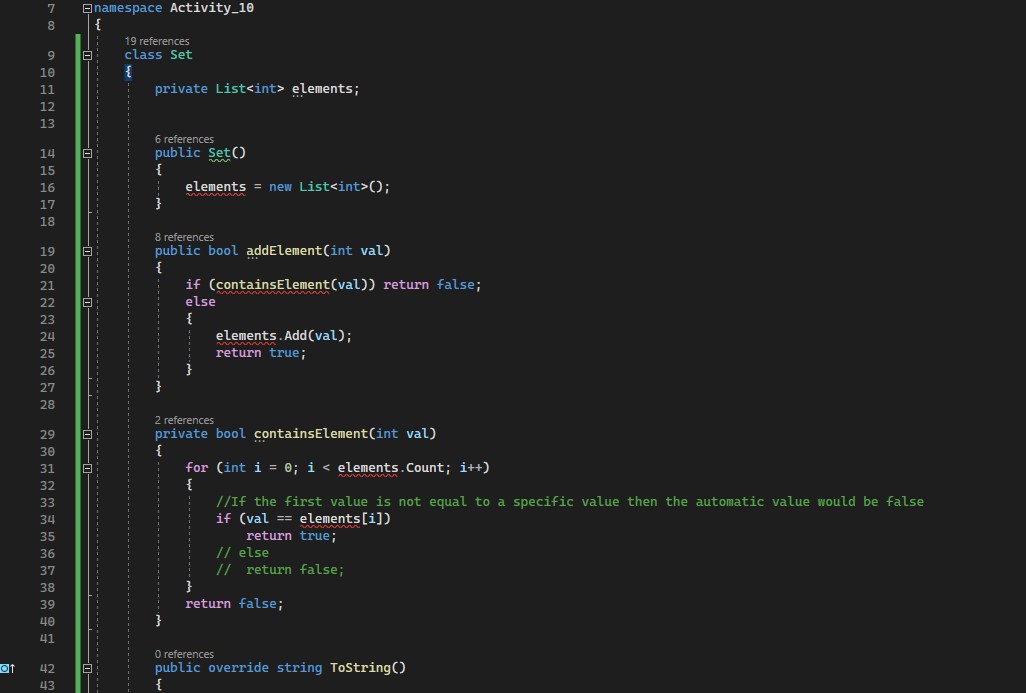 7 namespace Activity_10
8 {
19 references
9 class Set
10 {
11 private List<int> elements;
12
13
6 references
14 public Set()
15 {
16 elements = new List<int>();
17 }
18
8 references
19 public bool addElement(int val)
20 {
21 if (containsElement(val)) return false;
22 else
23 {
24 elements.Add(val);
25 return true;
26 }
27 }
28
2 references
29 private bool containsElement(int val)
30 {
31 for (int i = 0; i < elements.Count; i++)
32 {
33 //If the first value is not equal to a specific value then the automatic value would be false
34 if (val == elements[i])
35 return true;
36 // else
37 //  return false;
38 }
39 return false;
40 }
41
0 references
42 public override string ToString()
43 {